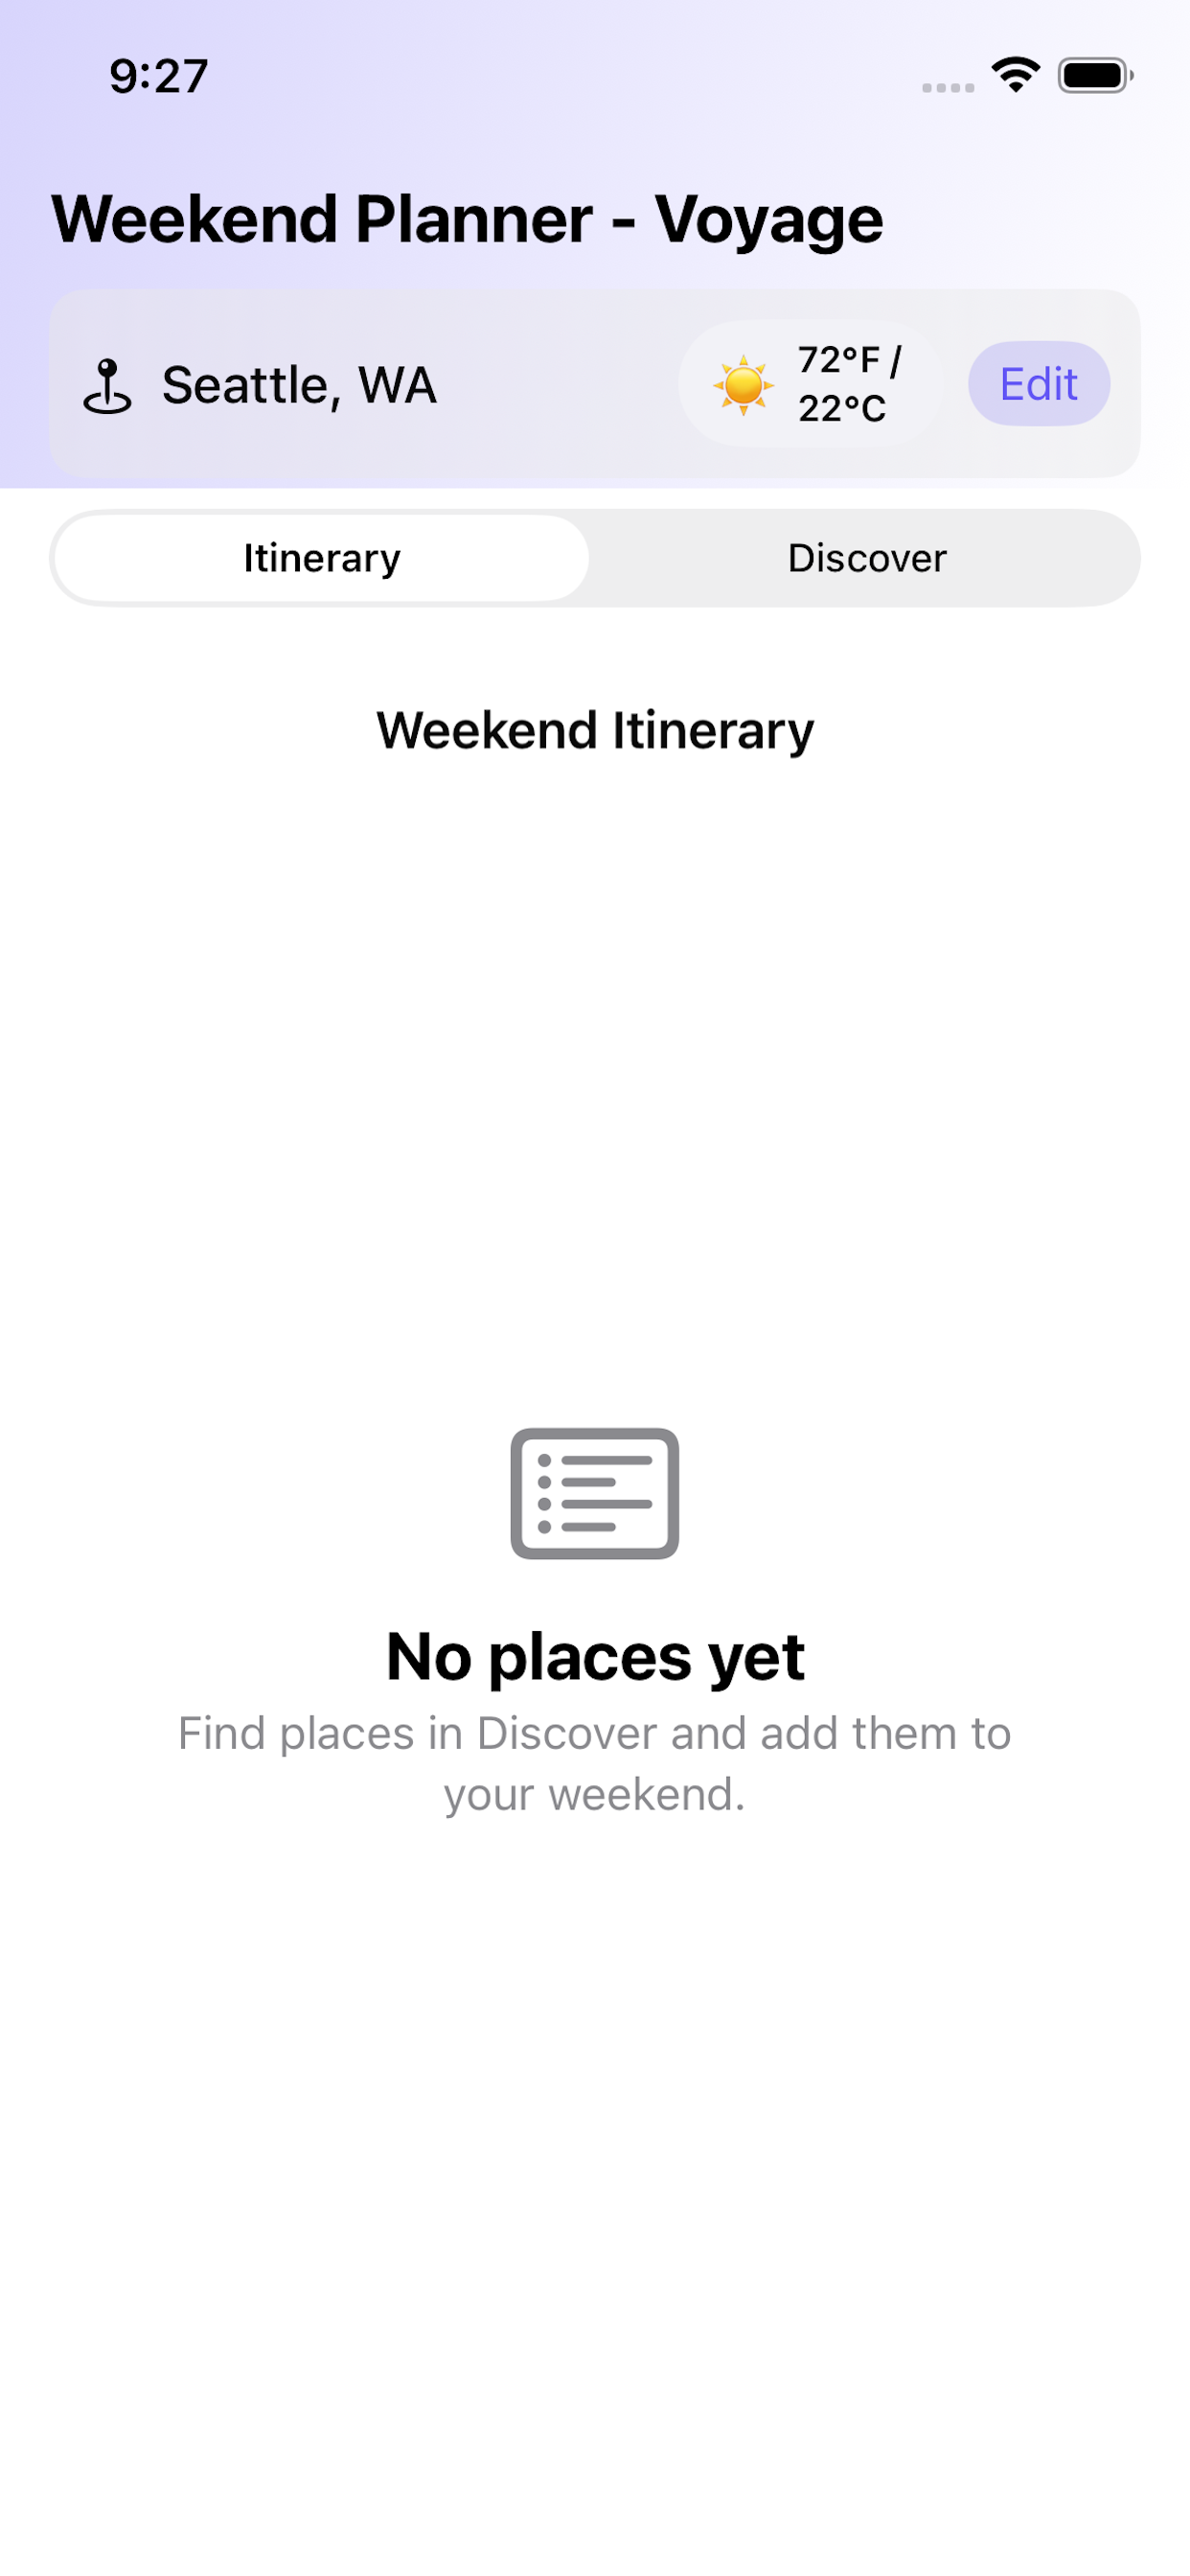 9:27
Weekend Planner - Voyage
Seattle, WA
72°F /
22°C
Edit
Itinerary
Discover
Weekend Itinerary
No places yet
Find places in Discover and add them to
your weekend.